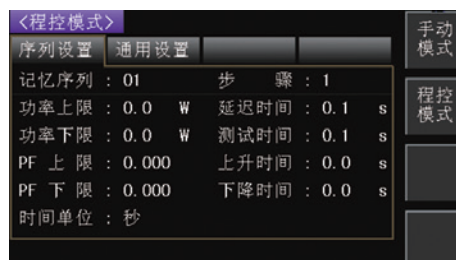 <程控模式>
手动模式
序列设置 通用设置
记忆序列 : 01 步 骤 : 1
程控模式
功率上限 : 0.0 W 延迟时间 : 0.1 s
功率下限 : 0.0 W 测试时间 : 0.1 s
PF 上 限 : 0.000 上升时间 : 0.0 s
PF 下 限 : 0.000 下降时间 : 0.0 s
时间单位 : 秒